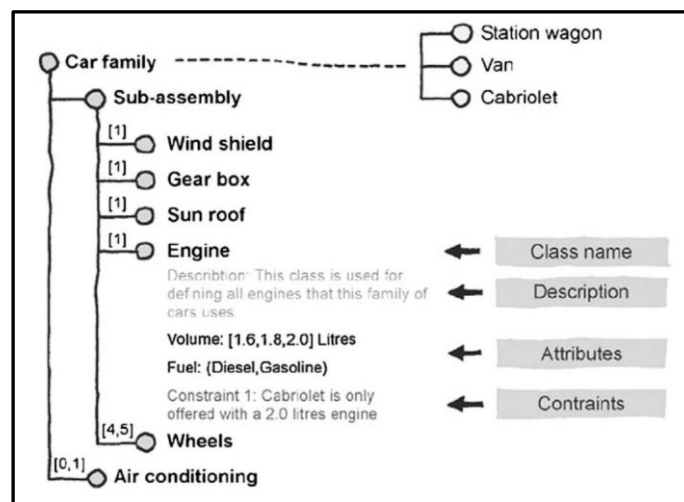 Station wagon
Car family
Van
Cabriolet
Sub-assembly
[1]
Wind shield
[1]
Gear box
[1]
Sun roof
[1]
Engine
Class name
Describtion: This class is used for
defining all engines that this family of
cars uses
Description
Volume: [1.6,1.8,2.0] Litres
Fuel: {Diesel,Gasoline)
Attributes
Constraint 1: Cabriolet is only
offered with a 2.0 litres engine
Contraints
[4,5]
Wheels
[0,1]
Air conditioning